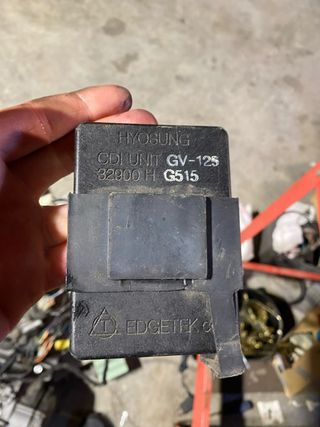 HYOSUNG
CDI UNIT GV-125
32900 H G515
T EDGETEK.c